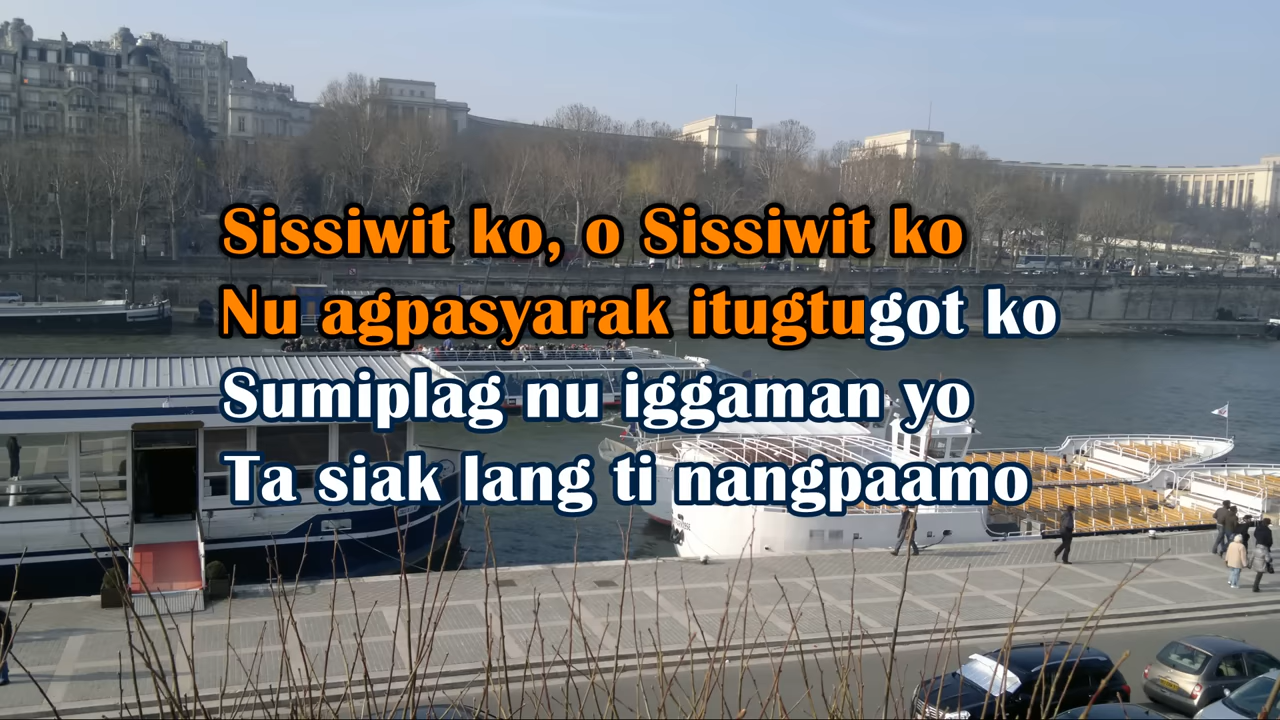 Sissiwit ko, o Sissiwit ko
Nu agpasyarak itugtugot ko
Sumiplag nu iggaman yo
Ta siak lang ti nangpaamo